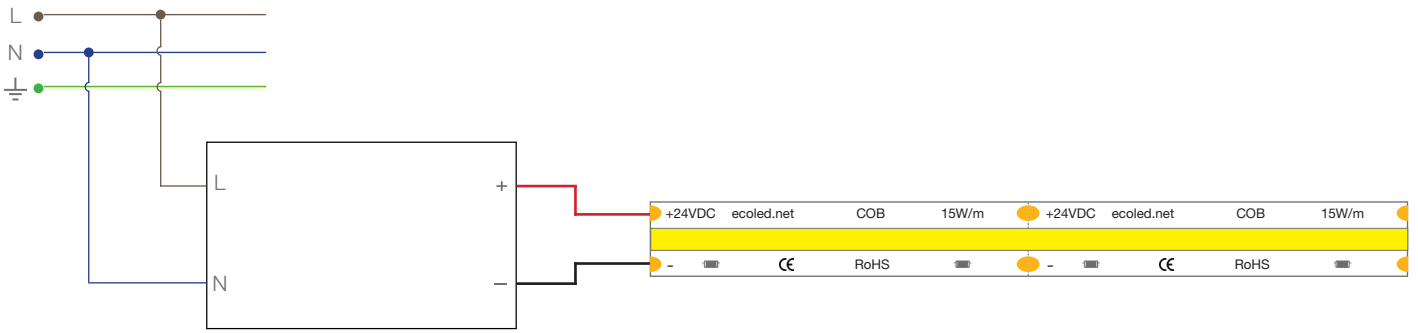 L
N
L +
N –
+24VDC ecoled.net COB 15W/m +24VDC ecoled.net COB 15W/m
- CE RoHS - CE RoHS